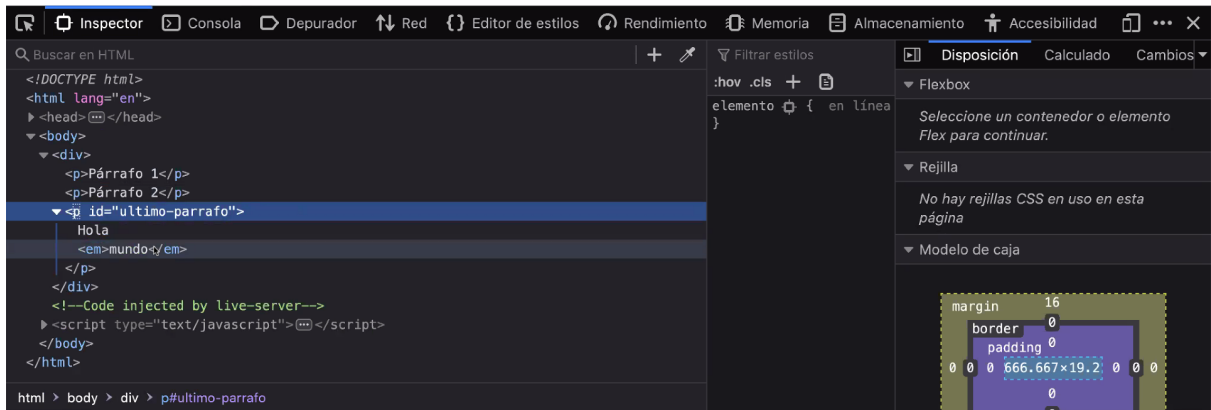 Inspector Consola Depurador Red Editor de estilos Rendimiento Memoria Almacenamiento Accesibilidad
Buscar en HTML
<!DOCTYPE html>
<html lang="en">
<head></head>
<body>
<div>
<p>Párrafo 1</p>
<p>Párrafo 2</p>
<p id="ultimo-parrafo">
Hola
<em>mundo</em>
</p>
</div>
<!--Code injected by live-server-->
<script type="text/javascript"></script>
</body>
</html>
html > body > div > p#ultimo-parrafo
Filtrar estilos
:hov .cls +
elemento { en línea
}
Disposición Calculado Cambios
Flexbox
Seleccione un contenedor o elemento
Flex para continuar.
Rejilla
No hay rejillas CSS en uso en esta
página
Modelo de caja
margin 16
border 0
padding 0
0 0 0 666.667×19.2 0 0 0
0